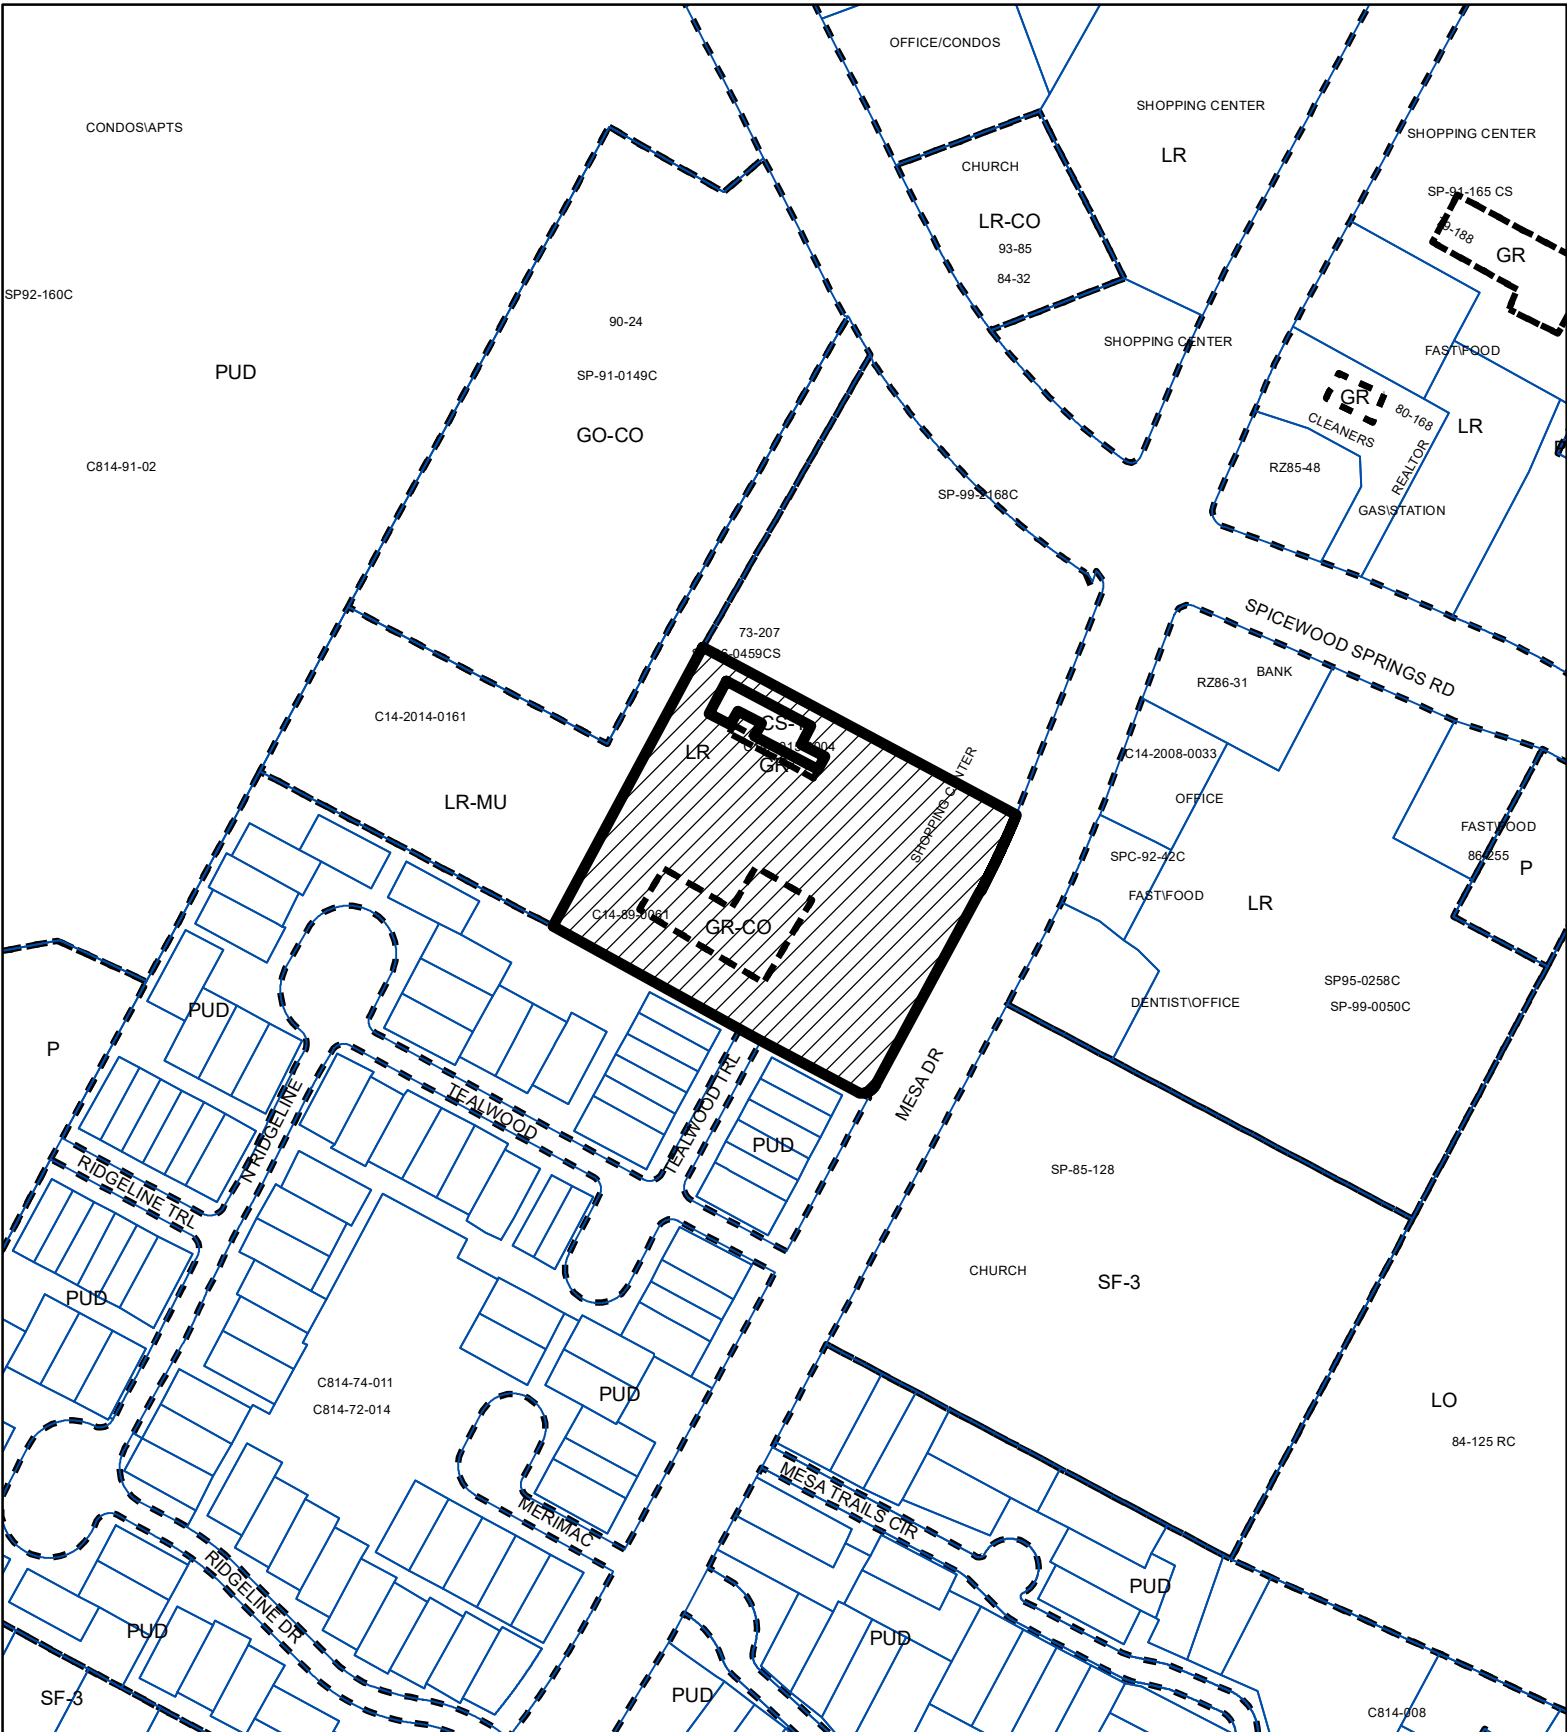 OFFICE/CONDOS
SHOPPING CENTER
CONDOS\APTS
SHOPPING CENTER
LR
CHURCH
SP-91-165 CS
LR-CO
GR
93-85
84-32
SP92-160C
90-24
SHOPPING CENTER
FAST\FOOD
PUD
SP-91-0149C
GR
80-168
CLEANERS
LR
GO-CO
C814-91-02
RZ85-48
REALTOR
SP-99-2168C
GAS\STATION
SPICEWOOD SPRINGS RD
73-207
BANK
RZ86-31
C14-2014-0161
LR
C14-2008-0033
GR
LR-MU
OFFICE
SHOPPING CENTER
FAST\FOOD
86-255
SPC-92-42C
P
FAST\FOOD
LR
C14-89-0061
GR-CO
SP95-0258C
DENTIST\OFFICE
SP-99-0050C
PUD
P
MESA DR
TEALWOOD
TEALWOOD TRL
N RIDGELINE
PUD
RIDGELINE TRL
SP-85-128
CHURCH
SF-3
PUD
C814-74-011
PUD
C814-72-014
LO
84-125 RC
MESA TRAILS CIR
MERIMAC
RIDGELINE DR
PUD
PUD
PUD
PUD
SF-3
C814-008